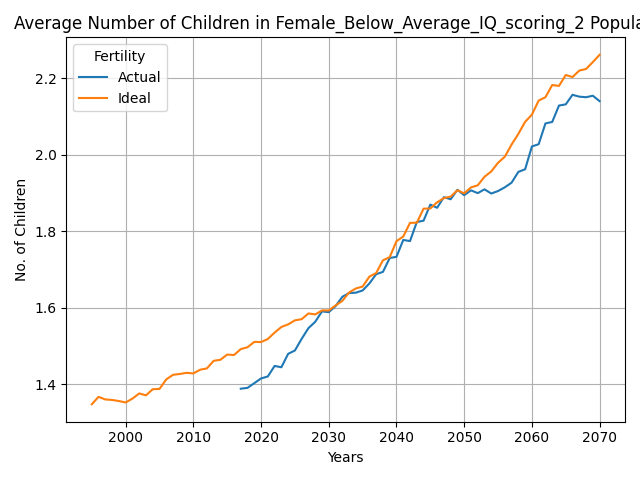 Average Number of Children in Female_Below_Average_IQ_scoring_2 Popula
Fertility
Actual
Ideal
No. of Children
2.2
2.0
1.8
1.6
1.4
2000 2010 2020 2030 2040 2050 2060 2070
Years